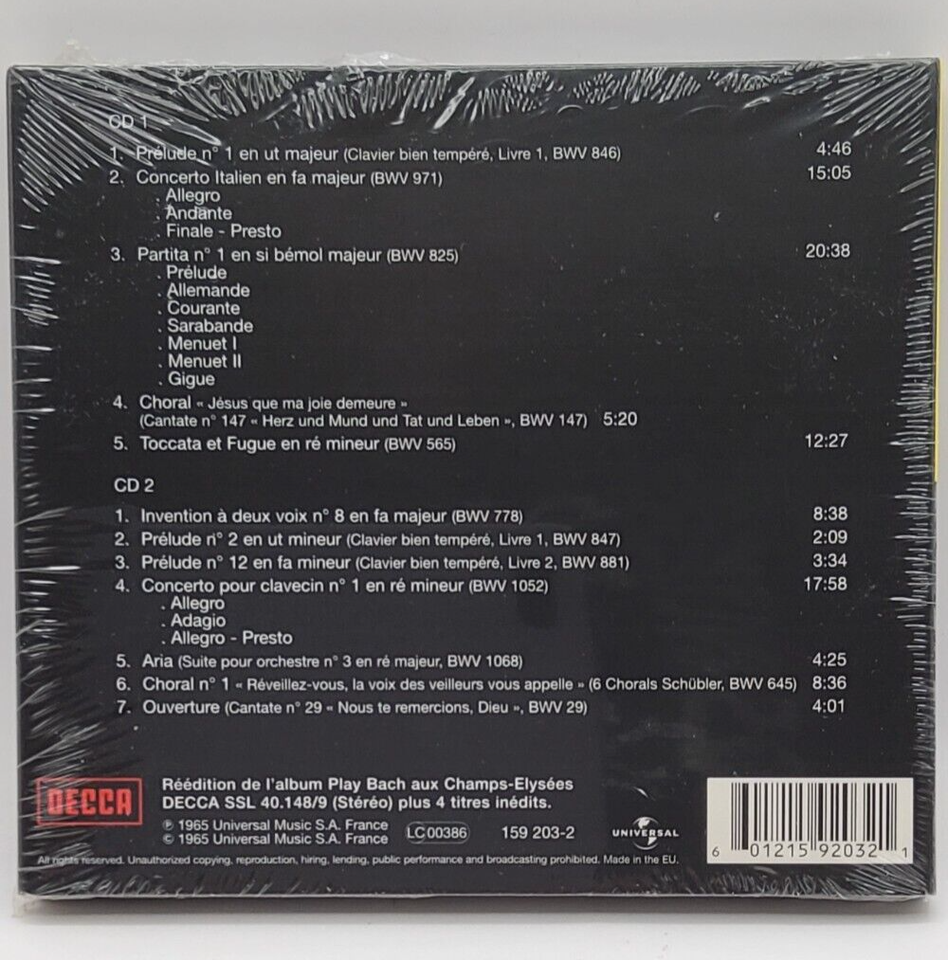 CD 1
1. Prélude n° 1 en ut majeur (Clavier bien tempéré, Livre 1, BWV 846) 4:46
2. Concerto Italien en fa majeur (BWV 971) 15:05
. Allegro
. Andante
. Finale - Presto
3. Partita n° 1 en si bémol majeur (BWV 825) 20:38
. Prélude
. Allemande
. Courante
. Sarabande
. Menuet I
. Menuet II
. Gigue
4. Choral « Jésus que ma joie demeure »
(Cantate n° 147 « Herz und Mund und Tat und Leben », BWV 147) 5:20
5. Toccata et Fugue en ré mineur (BWV 565) 12:27
CD 2
1. Invention à deux voix n° 8 en fa majeur (BWV 778) 8:38
2. Prélude n° 2 en ut mineur (Clavier bien tempéré, Livre 1, BWV 847) 2:09
3. Prélude n° 12 en fa mineur (Clavier bien tempéré, Livre 2, BWV 881) 3:34
4. Concerto pour clavecin n° 1 en ré mineur (BWV 1052) 17:58
. Allegro
. Adagio
. Allegro - Presto
5. Aria (Suite pour orchestre n° 3 en ré majeur, BWV 1068) 4:25
6. Choral n° 1 « Réveillez-vous, la voix des veilleurs vous appelle » (6 Chorals Schübler, BWV 645) 8:36
7. Ouverture (Cantate n° 29 « Nous te remercions, Dieu », BWV 29) 4:01
DECCA
Réédition de l'album Play Bach aux Champs-Elysées
DECCA SSL 40.148/9 (Stéréo) plus 4 titres inédits.
℗ 1965 Universal Music S.A. France
© 1965 Universal Music S.A. France
LC 00386
159 203-2
UNIVERSAL
6 01215 92032 1
All rights reserved. Unauthorized copying, reproduction, hiring, lending, public performance and broadcasting prohibited. Made in the EU.